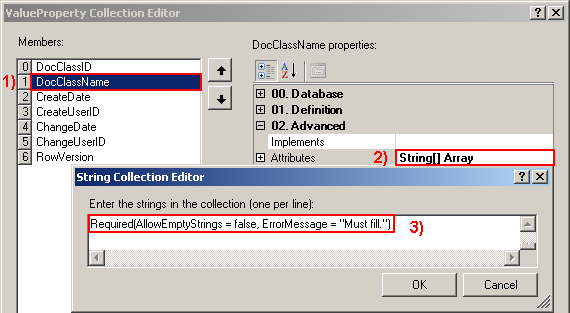 ValueProperty Collection Editor
Members:
DocClassName properties:
0 DocClassID
1) 1 DocClassName
2 CreateDate
3 CreateUserID
4 ChangeDate
5 ChangeUserID
6 RowVersion
00. Database
01. Definition
02. Advanced
Implements
Attributes 2) String[] Array
String Collection Editor
Enter the strings in the collection (one per line):
Required(AllowEmptyStrings = false, ErrorMessage = "Must fill.") 3)
OK Cancel